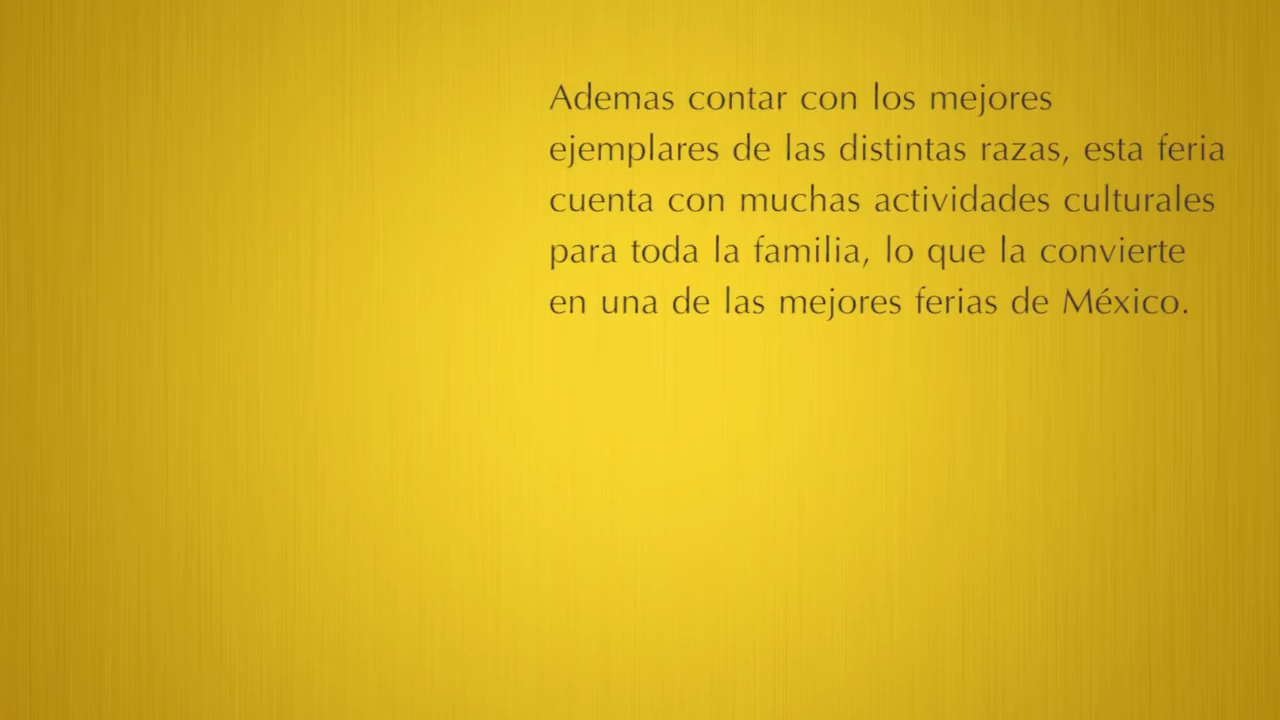 Ademas contar con los mejores
ejemplares de las distintas razas, esta feria
cuenta con muchas actividades culturales
para toda la familia, lo que la convierte
en una de las mejores ferias de México.